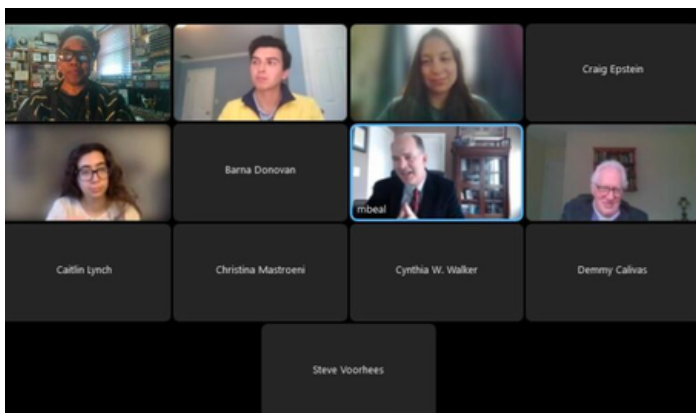 Craig Epstein
Barna Donovan
mbeal
Caitlin Lynch
Christina Mastroeni
Cynthia W. Walker
Demmy Calivas
Steve Voorhees